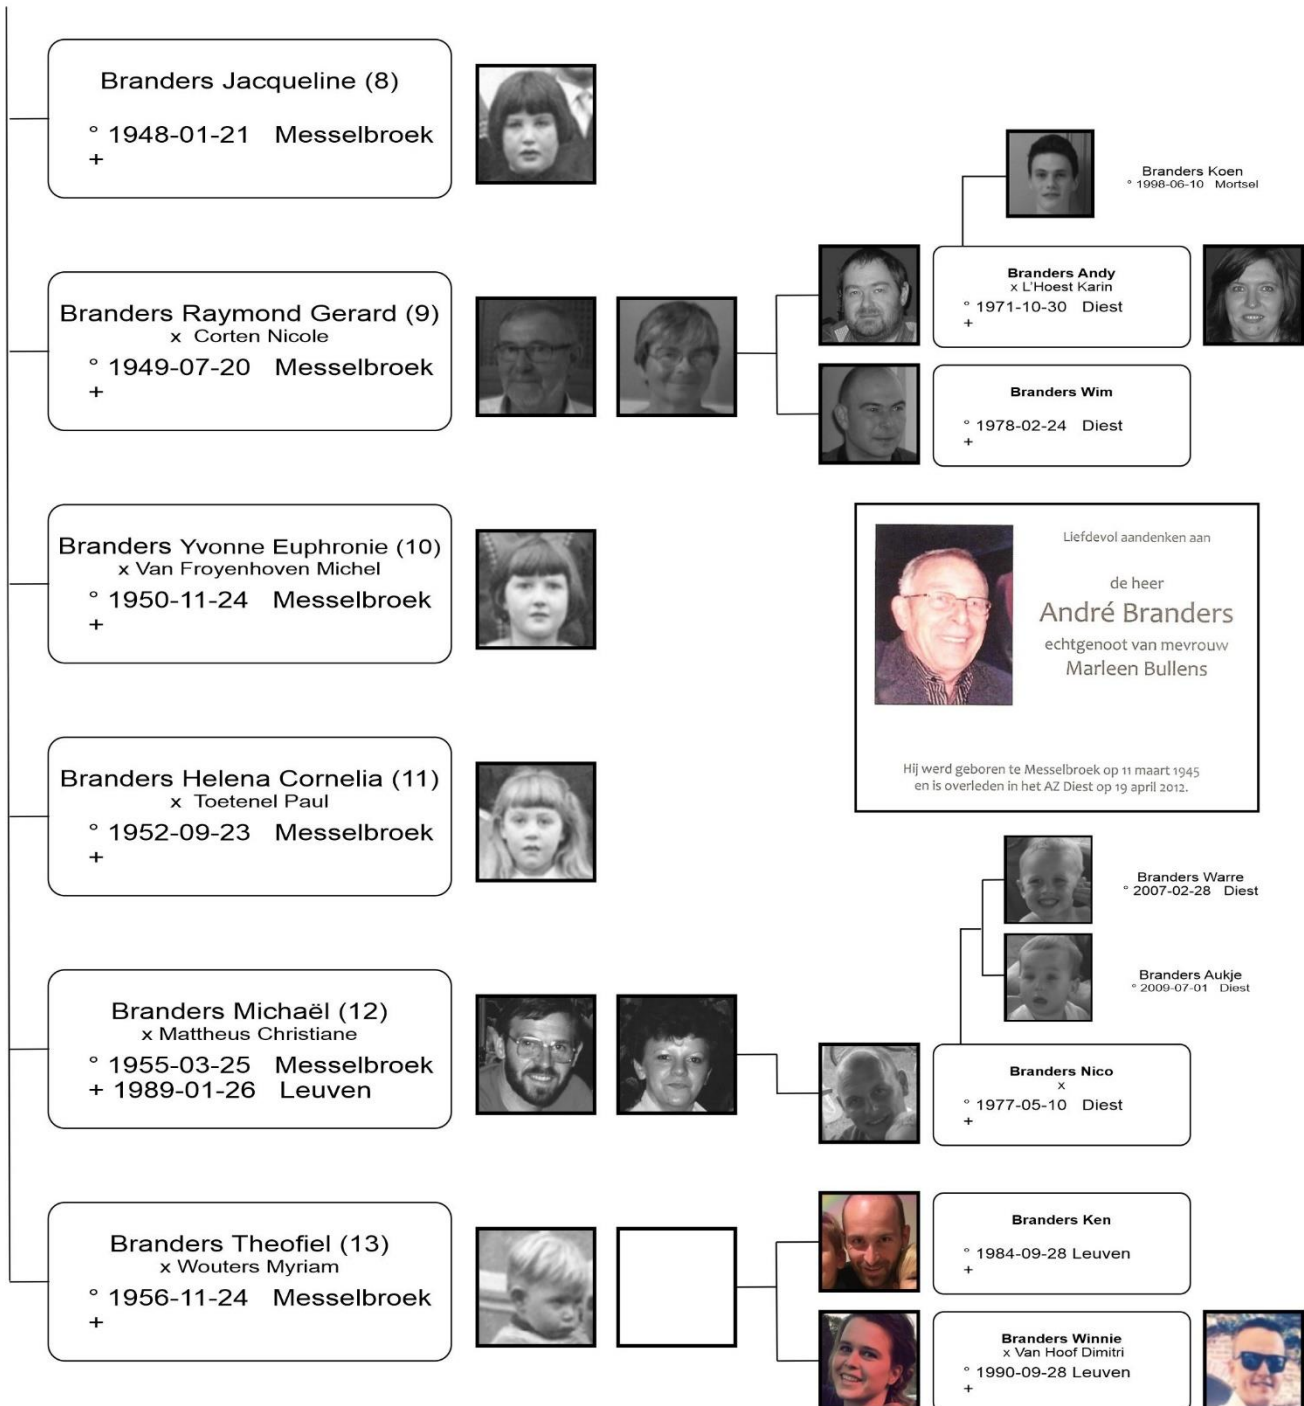 Branders Jacqueline (8)
° 1948-01-21 Messelbroek
+
Branders Koen
° 1998-06-10 Mortsel
Branders Raymond Gerard (9)
x Corten Nicole
° 1949-07-20 Messelbroek
+
Branders Andy
x L'Hoest Karin
° 1971-10-30 Diest
+
Branders Wim
° 1978-02-24 Diest
+
Branders Yvonne Euphronie (10)
x Van Froyenhoven Michel
° 1950-11-24 Messelbroek
+
Liefdevol aandenken aan
de heer
André Branders
echtgenoot van mevrouw
Marleen Bullens
Hij werd geboren te Messelbroek op 11 maart 1945
en is overleden in het AZ Diest op 19 april 2012.
Branders Helena Cornelia (11)
x Toetenel Paul
° 1952-09-23 Messelbroek
+
Branders Warre
° 2007-02-28 Diest
Branders Aukje
° 2009-07-01 Diest
Branders Michaël (12)
x Mattheus Christiane
° 1955-03-25 Messelbroek
+ 1989-01-26 Leuven
Branders Nico
x
° 1977-05-10 Diest
+
Branders Theofiel (13)
x Wouters Myriam
° 1956-11-24 Messelbroek
+
Branders Ken
° 1984-09-28 Leuven
+
Branders Winnie
x Van Hoof Dimitri
° 1990-09-28 Leuven
+